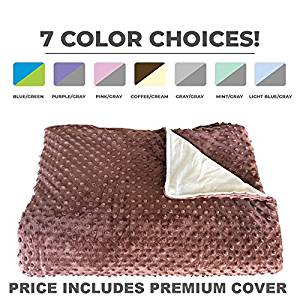 7 COLOR CHOICES!
BLUE/GREEN PURPLE/GRAY PINK/GRAY COFFEE/CREAM GRAY/GRAY MINT/GRAY LIGHT BLUE/GRAY
PRICE INCLUDES PREMIUM COVER